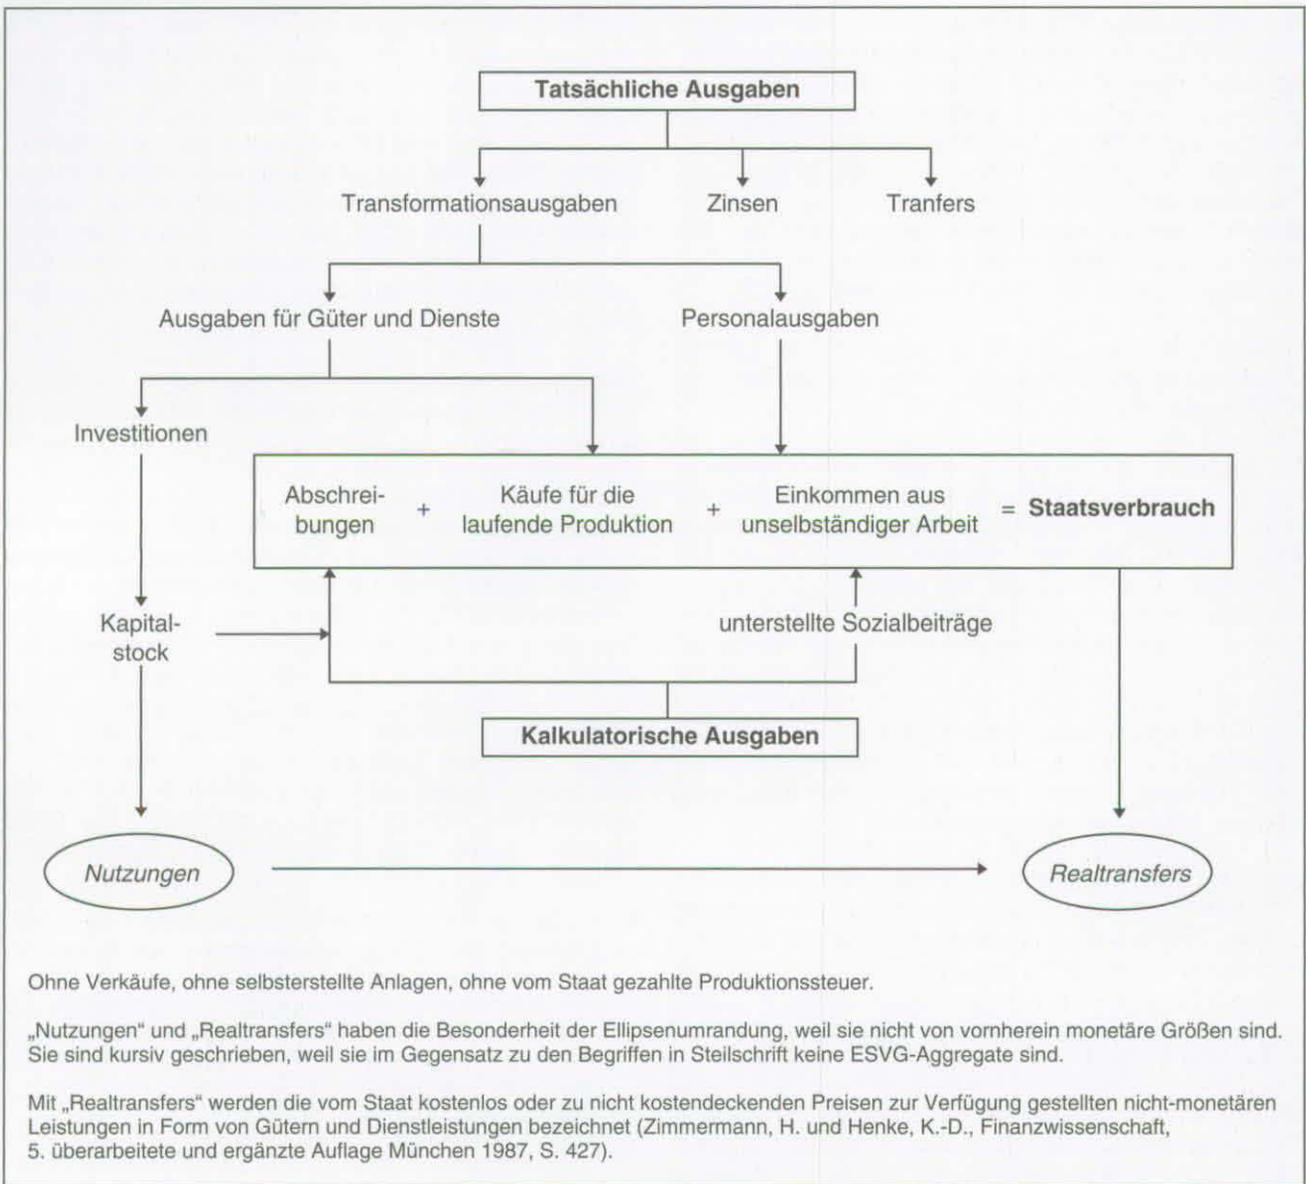 Tatsächliche Ausgaben
Transformationsausgaben Zinsen Tranfers
Ausgaben für Güter und Dienste Personalausgaben
Investitionen
Abschrei-
bungen
+
Käufe für die
laufende Produktion
+
Einkommen aus
unselbständiger Arbeit
= Staatsverbrauch
Kapital-
stock
unterstellte Sozialbeiträge
Kalkulatorische Ausgaben
Nutzungen
Realtransfers
Ohne Verkäufe, ohne selbsterstellte Anlagen, ohne vom Staat gezahlte Produktionssteuer.
„Nutzungen“ und „Realtransfers“ haben die Besonderheit der Ellipsenumrandung, weil sie nicht von vornherein monetäre Größen sind.
Sie sind kursiv geschrieben, weil sie im Gegensatz zu den Begriffen in Steilschrift keine ESVG-Aggregate sind.
Mit „Realtransfers“ werden die vom Staat kostenlos oder zu nicht kostendeckenden Preisen zur Verfügung gestellten nicht-monetären
Leistungen in Form von Gütern und Dienstleistungen bezeichnet (Zimmermann, H. und Henke, K.-D., Finanzwissenschaft,
5. überarbeitete und ergänzte Auflage München 1987, S. 427).